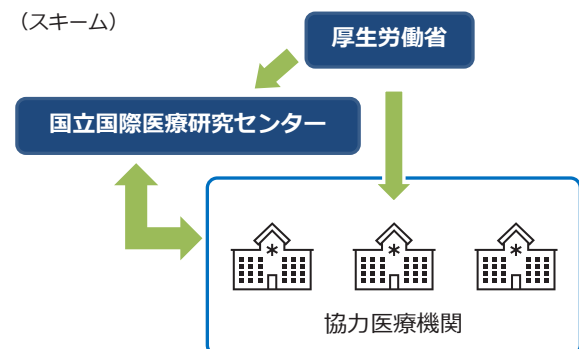 （スキーム）
厚生労働省
国立国際医療研究センター
協力医療機関